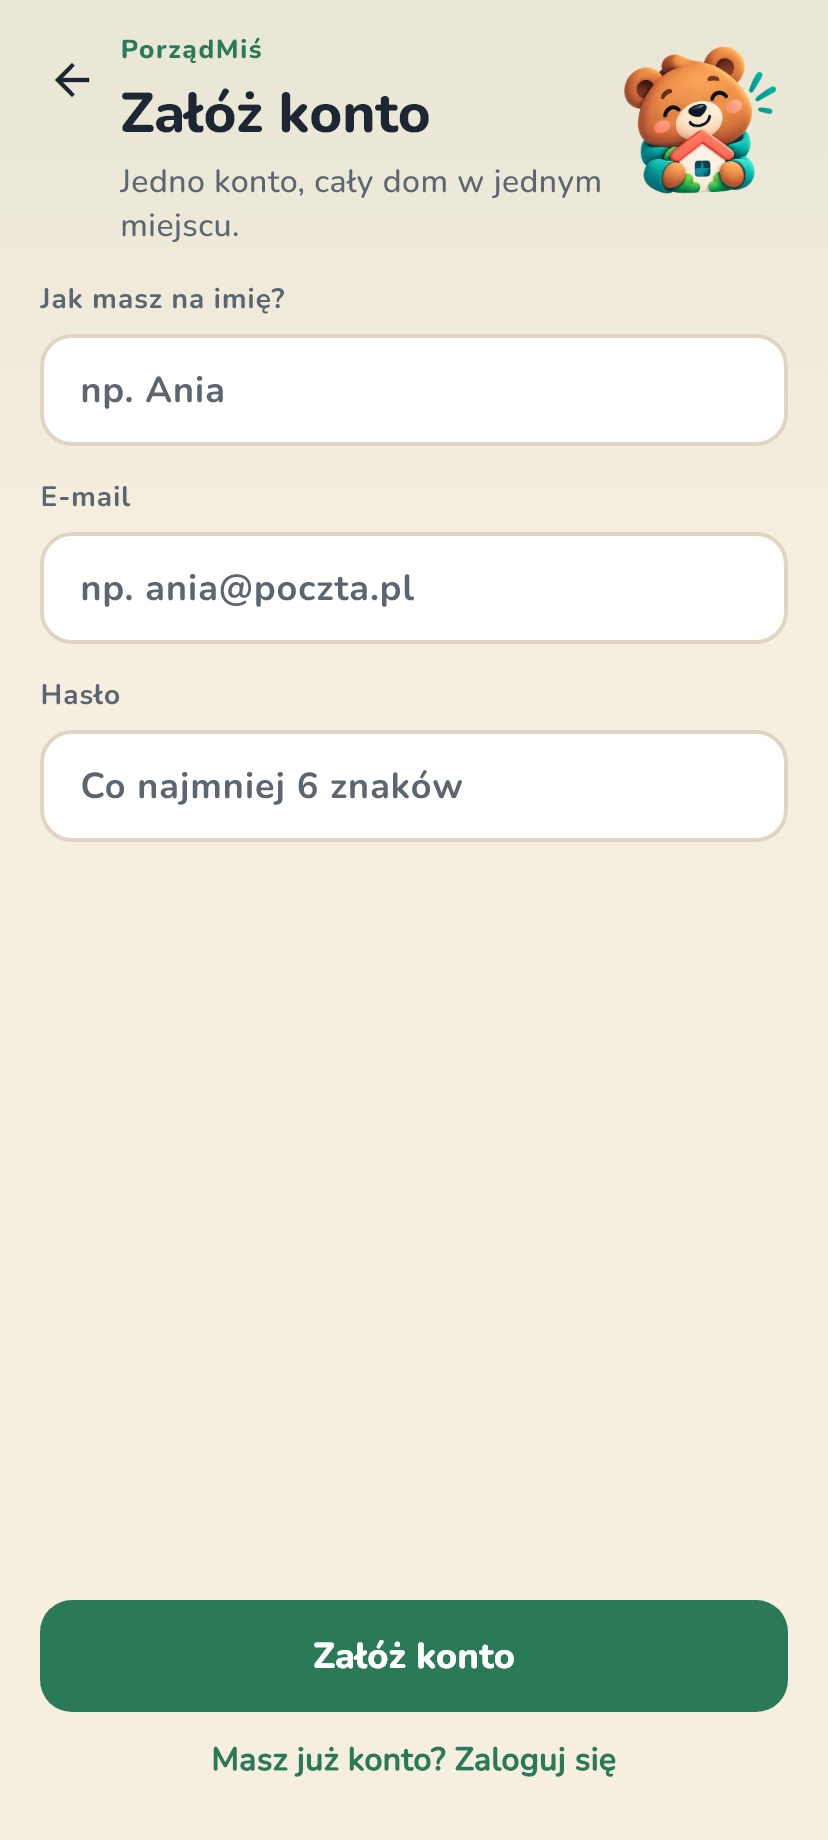 PorządMiś
Załóż konto
Jedno konto, cały dom w jednym
miejscu.
Jak masz na imię?
np. Ania
E-mail
np. ania@poczta.pl
Hasło
Co najmniej 6 znaków
Załóż konto
Masz już konto? Zaloguj się